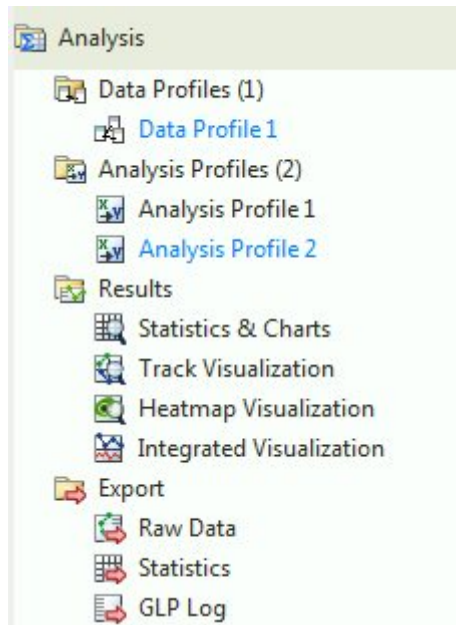 Analysis
Data Profiles (1)
Data Profile 1
Analysis Profiles (2)
Analysis Profile 1
Analysis Profile 2
Results
Statistics & Charts
Track Visualization
Heatmap Visualization
Integrated Visualization
Export
Raw Data
Statistics
GLP Log